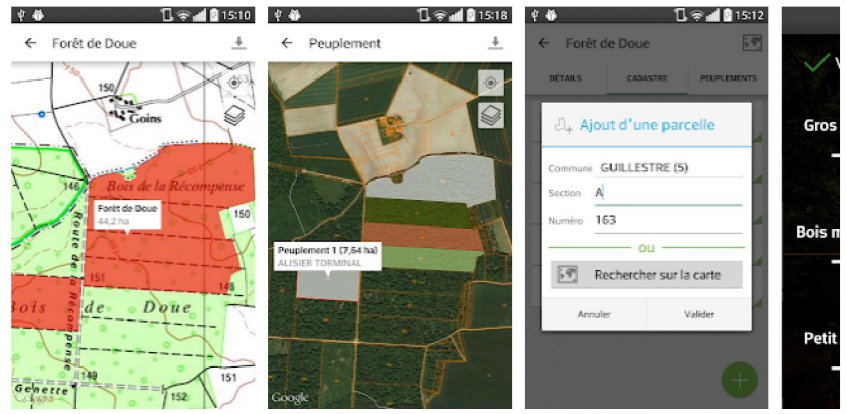 15:10
Forêt de Doue
150
153
Goins
146
Bois de la Récompense
Forêt de Doue
44,2 ha
150
Route de la Récompense
151
148
Bois de Doue
149
151
Genette
152
15:18
Peuplement
Peuplement 1 (7,64 ha)
ALISIER TORMINAL
Google
15:12
Forêt de Doue
DÉTAILS
CADASTRE
PEUPLEMENTS
Ajout d'une parcelle
Commune GUILLESTRE (5)
Section A
Numéro 163
OU
Rechercher sur la carte
Annuler Valider
V
Gros
Bois m
Petit